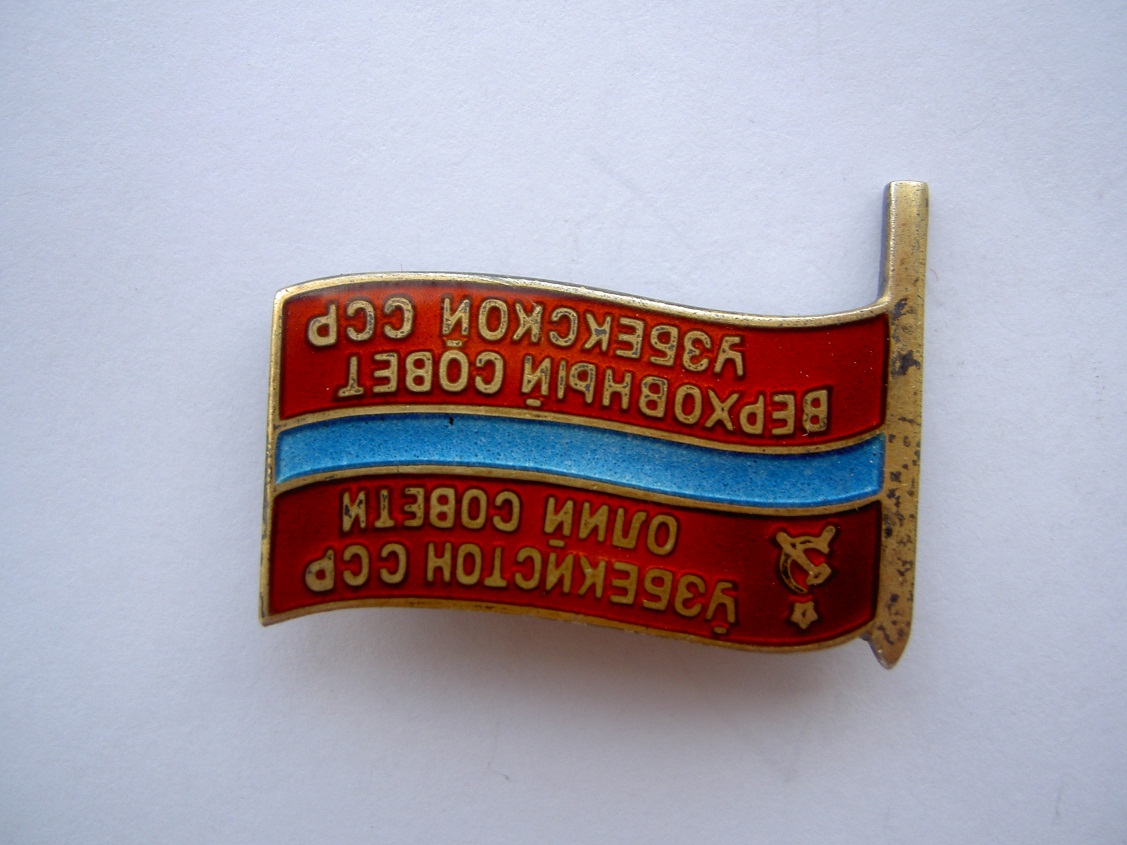 ЎЗБЕКИСТОН ССР
ОЛИЙ СОВЕТИ
ВЕРХОВНЫЙ СОВЕТ
УЗБЕКСКОЙ ССР